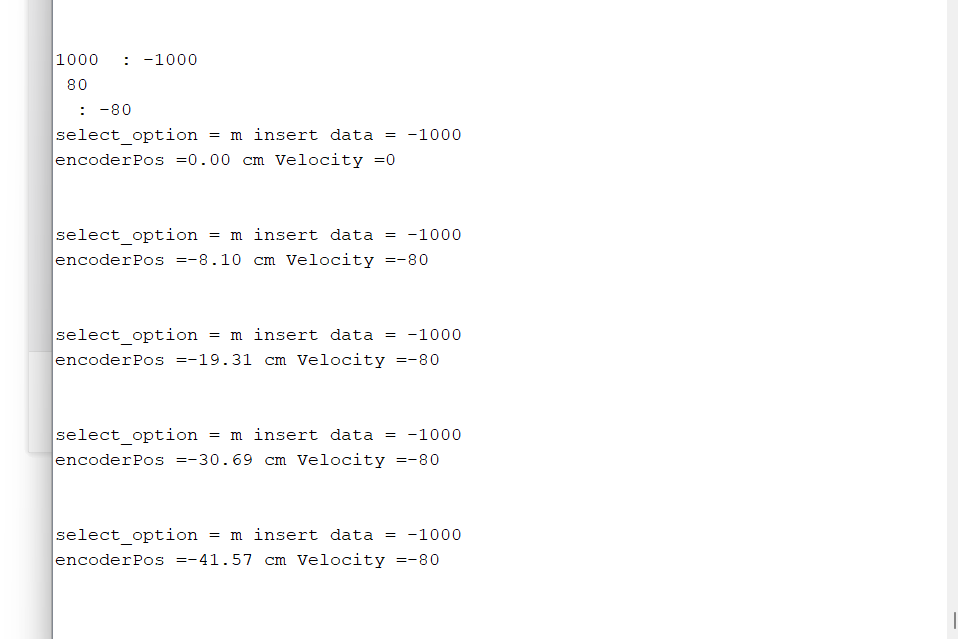 1000  : -1000
80
: -80
select_option = m insert data = -1000
encoderPos =0.00 cm Velocity =0
select_option = m insert data = -1000
encoderPos =-8.10 cm Velocity =-80
select_option = m insert data = -1000
encoderPos =-19.31 cm Velocity =-80
select_option = m insert data = -1000
encoderPos =-30.69 cm Velocity =-80
select_option = m insert data = -1000
encoderPos =-41.57 cm Velocity =-80